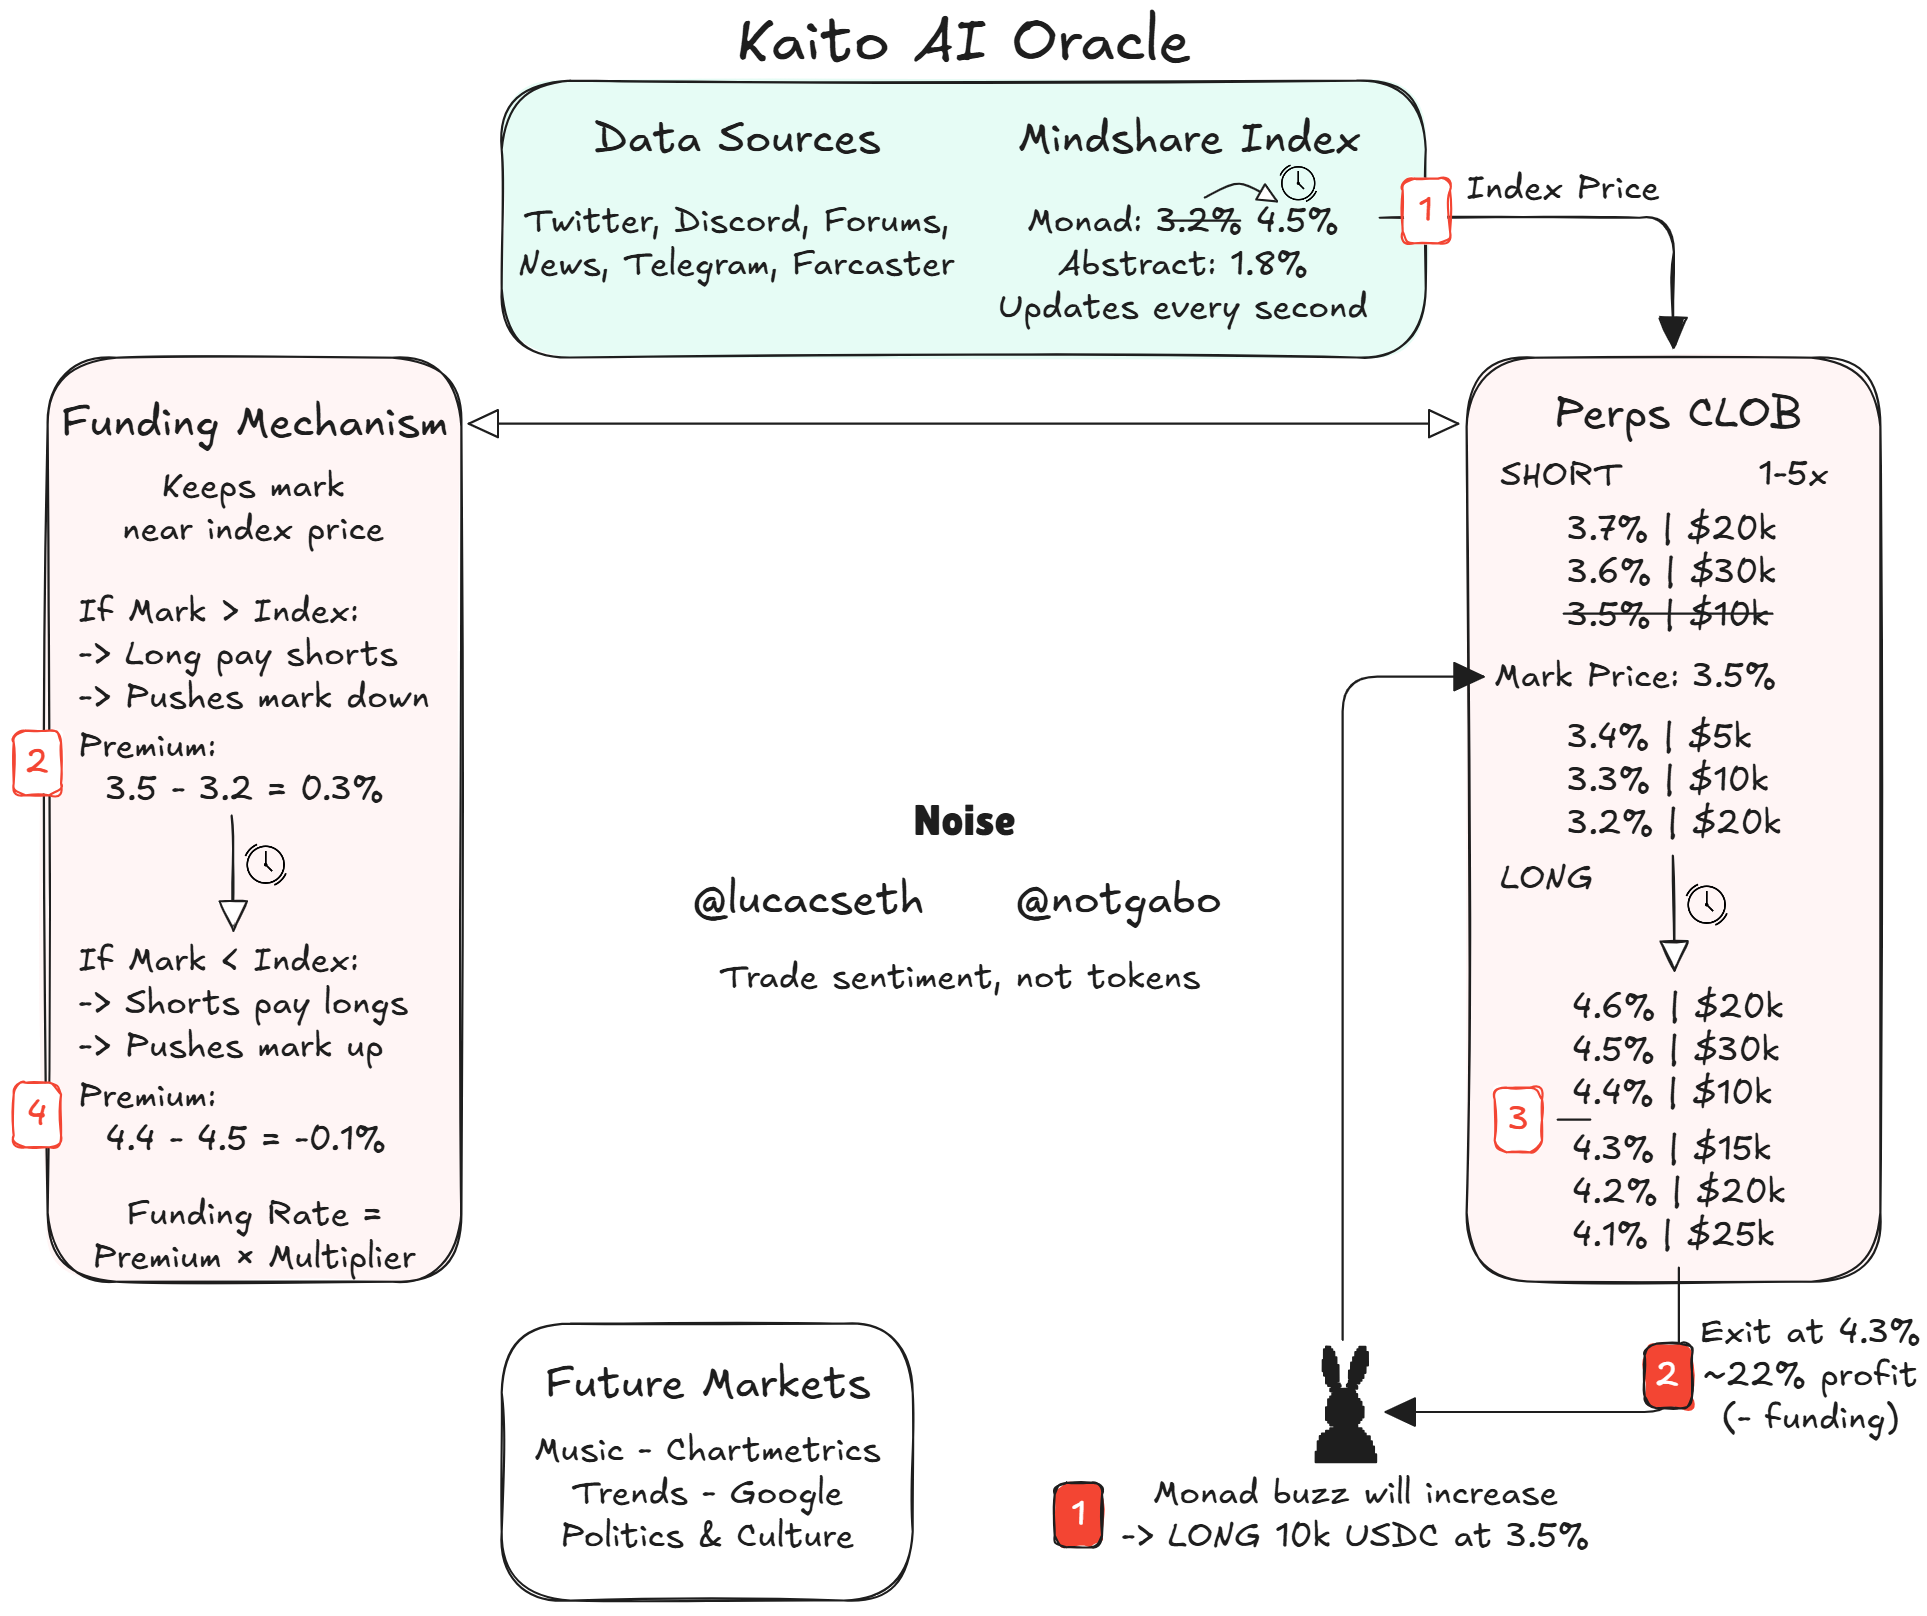 Kaito AI Oracle
Data Sources
Twitter, Discord, Forums,
News, Telegram, Farcaster
Mindshare Index
Monad: 3.2% 4.5%
Abstract: 1.8%
Updates every second
1
Index Price
Funding Mechanism
Keeps mark
near index price
If Mark > Index:
-> Long pay shorts
-> Pushes mark down
2
Premium:
3.5 - 3.2 = 0.3%
If Mark < Index:
-> Shorts pay longs
-> Pushes mark up
4
Premium:
4.4 - 4.5 = -0.1%
Funding Rate =
Premium × Multiplier
Noise
@lucacseth @notgabo
Trade sentiment, not tokens
Perps CLOB
SHORT 1-5x
3.7% | $20k
3.6% | $30k
3.5% | $10k
Mark Price: 3.5%
3.4% | $5k
3.3% | $10k
3.2% | $20k
LONG
4.6% | $20k
4.5% | $30k
4.4% | $10k
3
4.3% | $15k
4.2% | $20k
4.1% | $25k
2
Exit at 4.3%
~22% profit
(- funding)
1
Monad buzz will increase
-> LONG 10k USDC at 3.5%
Future Markets
Music - Chartmetrics
Trends - Google
Politics & Culture